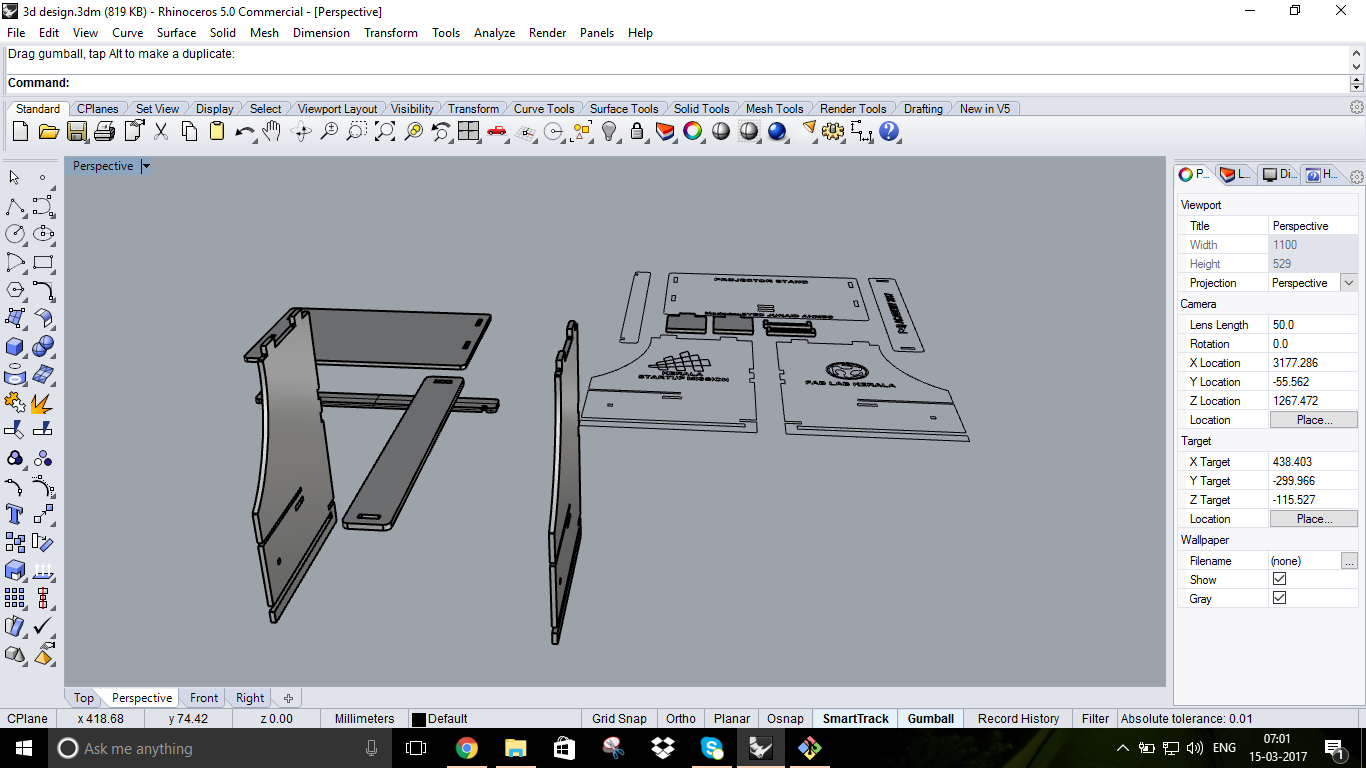 3d design.3dm (819 KB) - Rhinoceros 5.0 Commercial - [Perspective]
File Edit View Curve Surface Solid Mesh Dimension Transform Tools Analyze Render Panels Help
Drag gumball, tap Alt to make a duplicate:
Command:
Standard CPlanes Set View Display Select Viewport Layout Visibility Transform Curve Tools Surface Tools Solid Tools Mesh Tools Render Tools Drafting New in V5
Perspective
P... L... Di... H...
Viewport
Title Perspective
Width 1100
Height 529
Projection Perspective
Camera
Lens Length 50.0
Rotation 0.0
X Location 3177.286
Y Location -55.562
Z Location 1267.472
Location Place...
Target
X Target 438.403
Y Target -299.966
Z Target -115.527
Location Place...
Wallpaper
Filename (none) ...
Show
Gray
PROJECTOR STAND
SYED JUNAID AHMED
KERALA
STARTUP MISSION
FAB LAB KERALA
Top Perspective Front Right
CPlane x 418.68 y 74.42 z 0.00 Millimeters Default Grid Snap Ortho Planar Osnap SmartTrack Gumball Record History Filter Absolute tolerance: 0.01
Ask me anything
ENG
07:01
15-03-2017
1